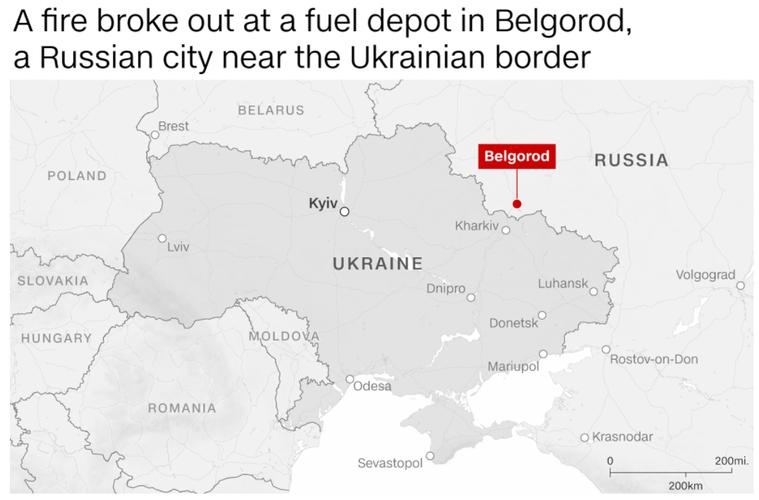 A fire broke out at a fuel depot in Belgorod,
a Russian city near the Ukrainian border
BELARUS
Brest
Belgorod
RUSSIA
POLAND
Kyiv
Kharkiv
Lviv
UKRAINE
SLOVAKIA
Volgograd
Luhansk
Dnipro
Donetsk
HUNGARY
MOLDOVA
Mariupol
Rostov-on-Don
Odesa
ROMANIA
Krasnodar
Sevastopol
0
200mi.
200km